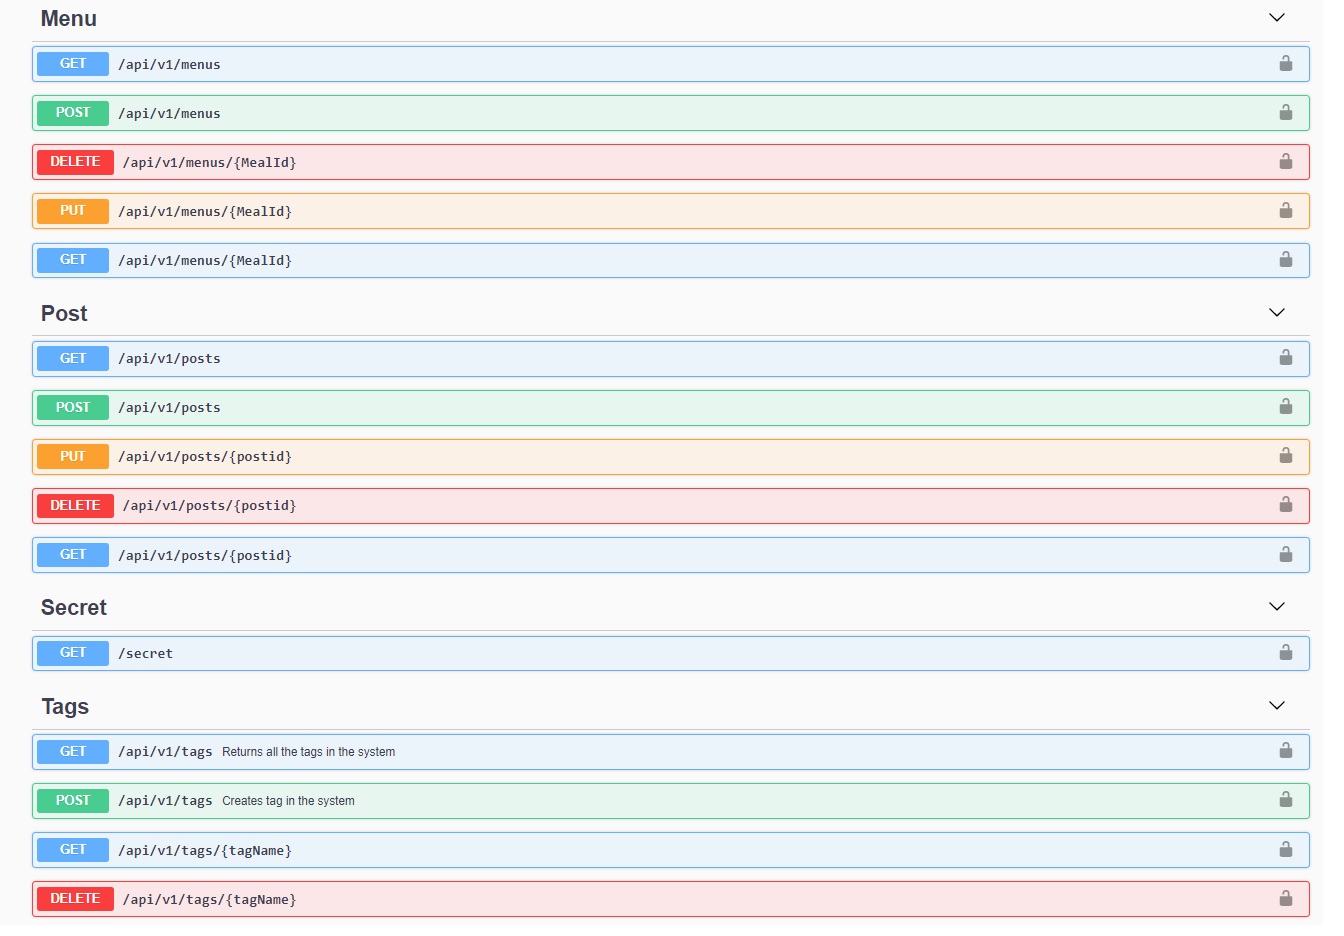 Menu
GET /api/v1/menus
POST /api/v1/menus
DELETE /api/v1/menus/{MealId}
PUT /api/v1/menus/{MealId}
GET /api/v1/menus/{MealId}
Post
GET /api/v1/posts
POST /api/v1/posts
PUT /api/v1/posts/{postid}
DELETE /api/v1/posts/{postid}
GET /api/v1/posts/{postid}
Secret
GET /secret
Tags
GET /api/v1/tags Returns all the tags in the system
POST /api/v1/tags Creates tag in the system
GET /api/v1/tags/{tagName}
DELETE /api/v1/tags/{tagName}